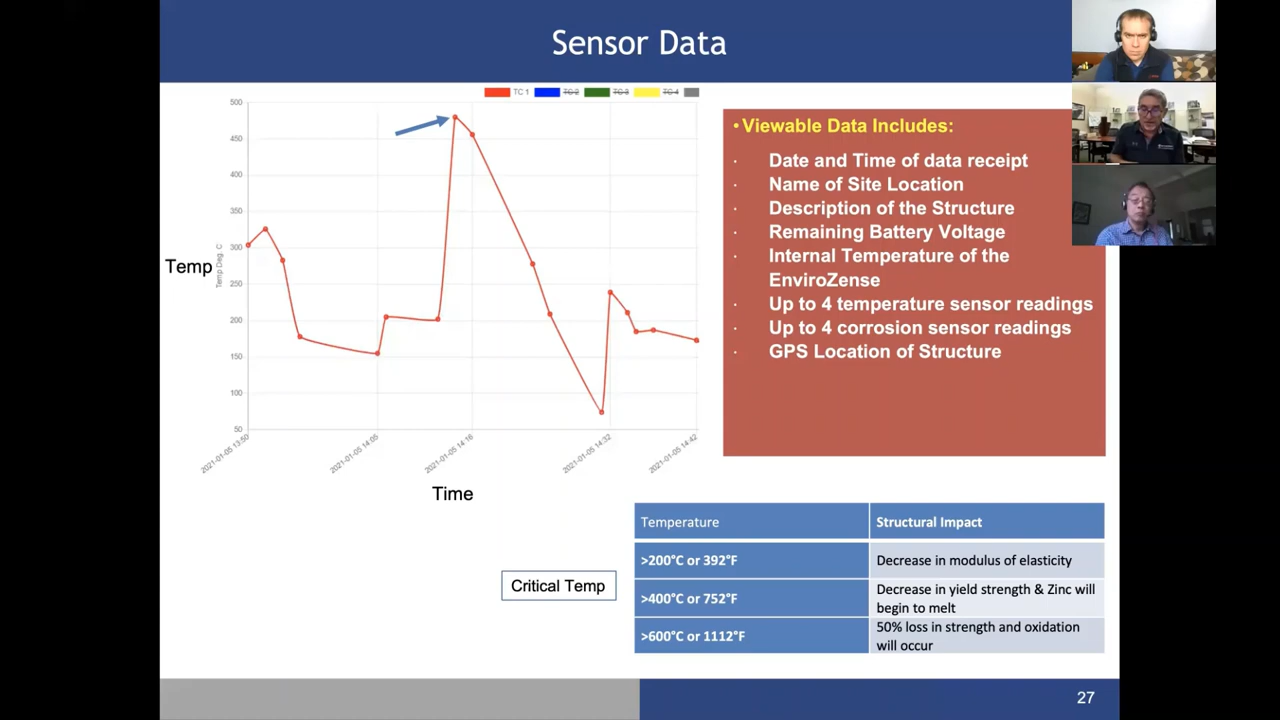 Sensor Data
TC 1 TC 2 TC 3 TC 4
500
450
400
350
300
250
200
150
100
50
Temp Deg. C
Temp
2021-01-05 13:50
2021-01-05 14:05
2021-01-05 14:16
2021-01-05 14:32
2021-01-05 14:42
Time
•Viewable Data Includes:
· Date and Time of data receipt
· Name of Site Location
· Description of the Structure
· Remaining Battery Voltage
· Internal Temperature of the
EnviroZense
· Up to 4 temperature sensor readings
· Up to 4 corrosion sensor readings
· GPS Location of Structure
Critical Temp
Temperature Structural Impact
>200°C or 392°F Decrease in modulus of elasticity
>400°C or 752°F Decrease in yield strength & Zinc will
begin to melt
>600°C or 1112°F 50% loss in strength and oxidation
will occur
27